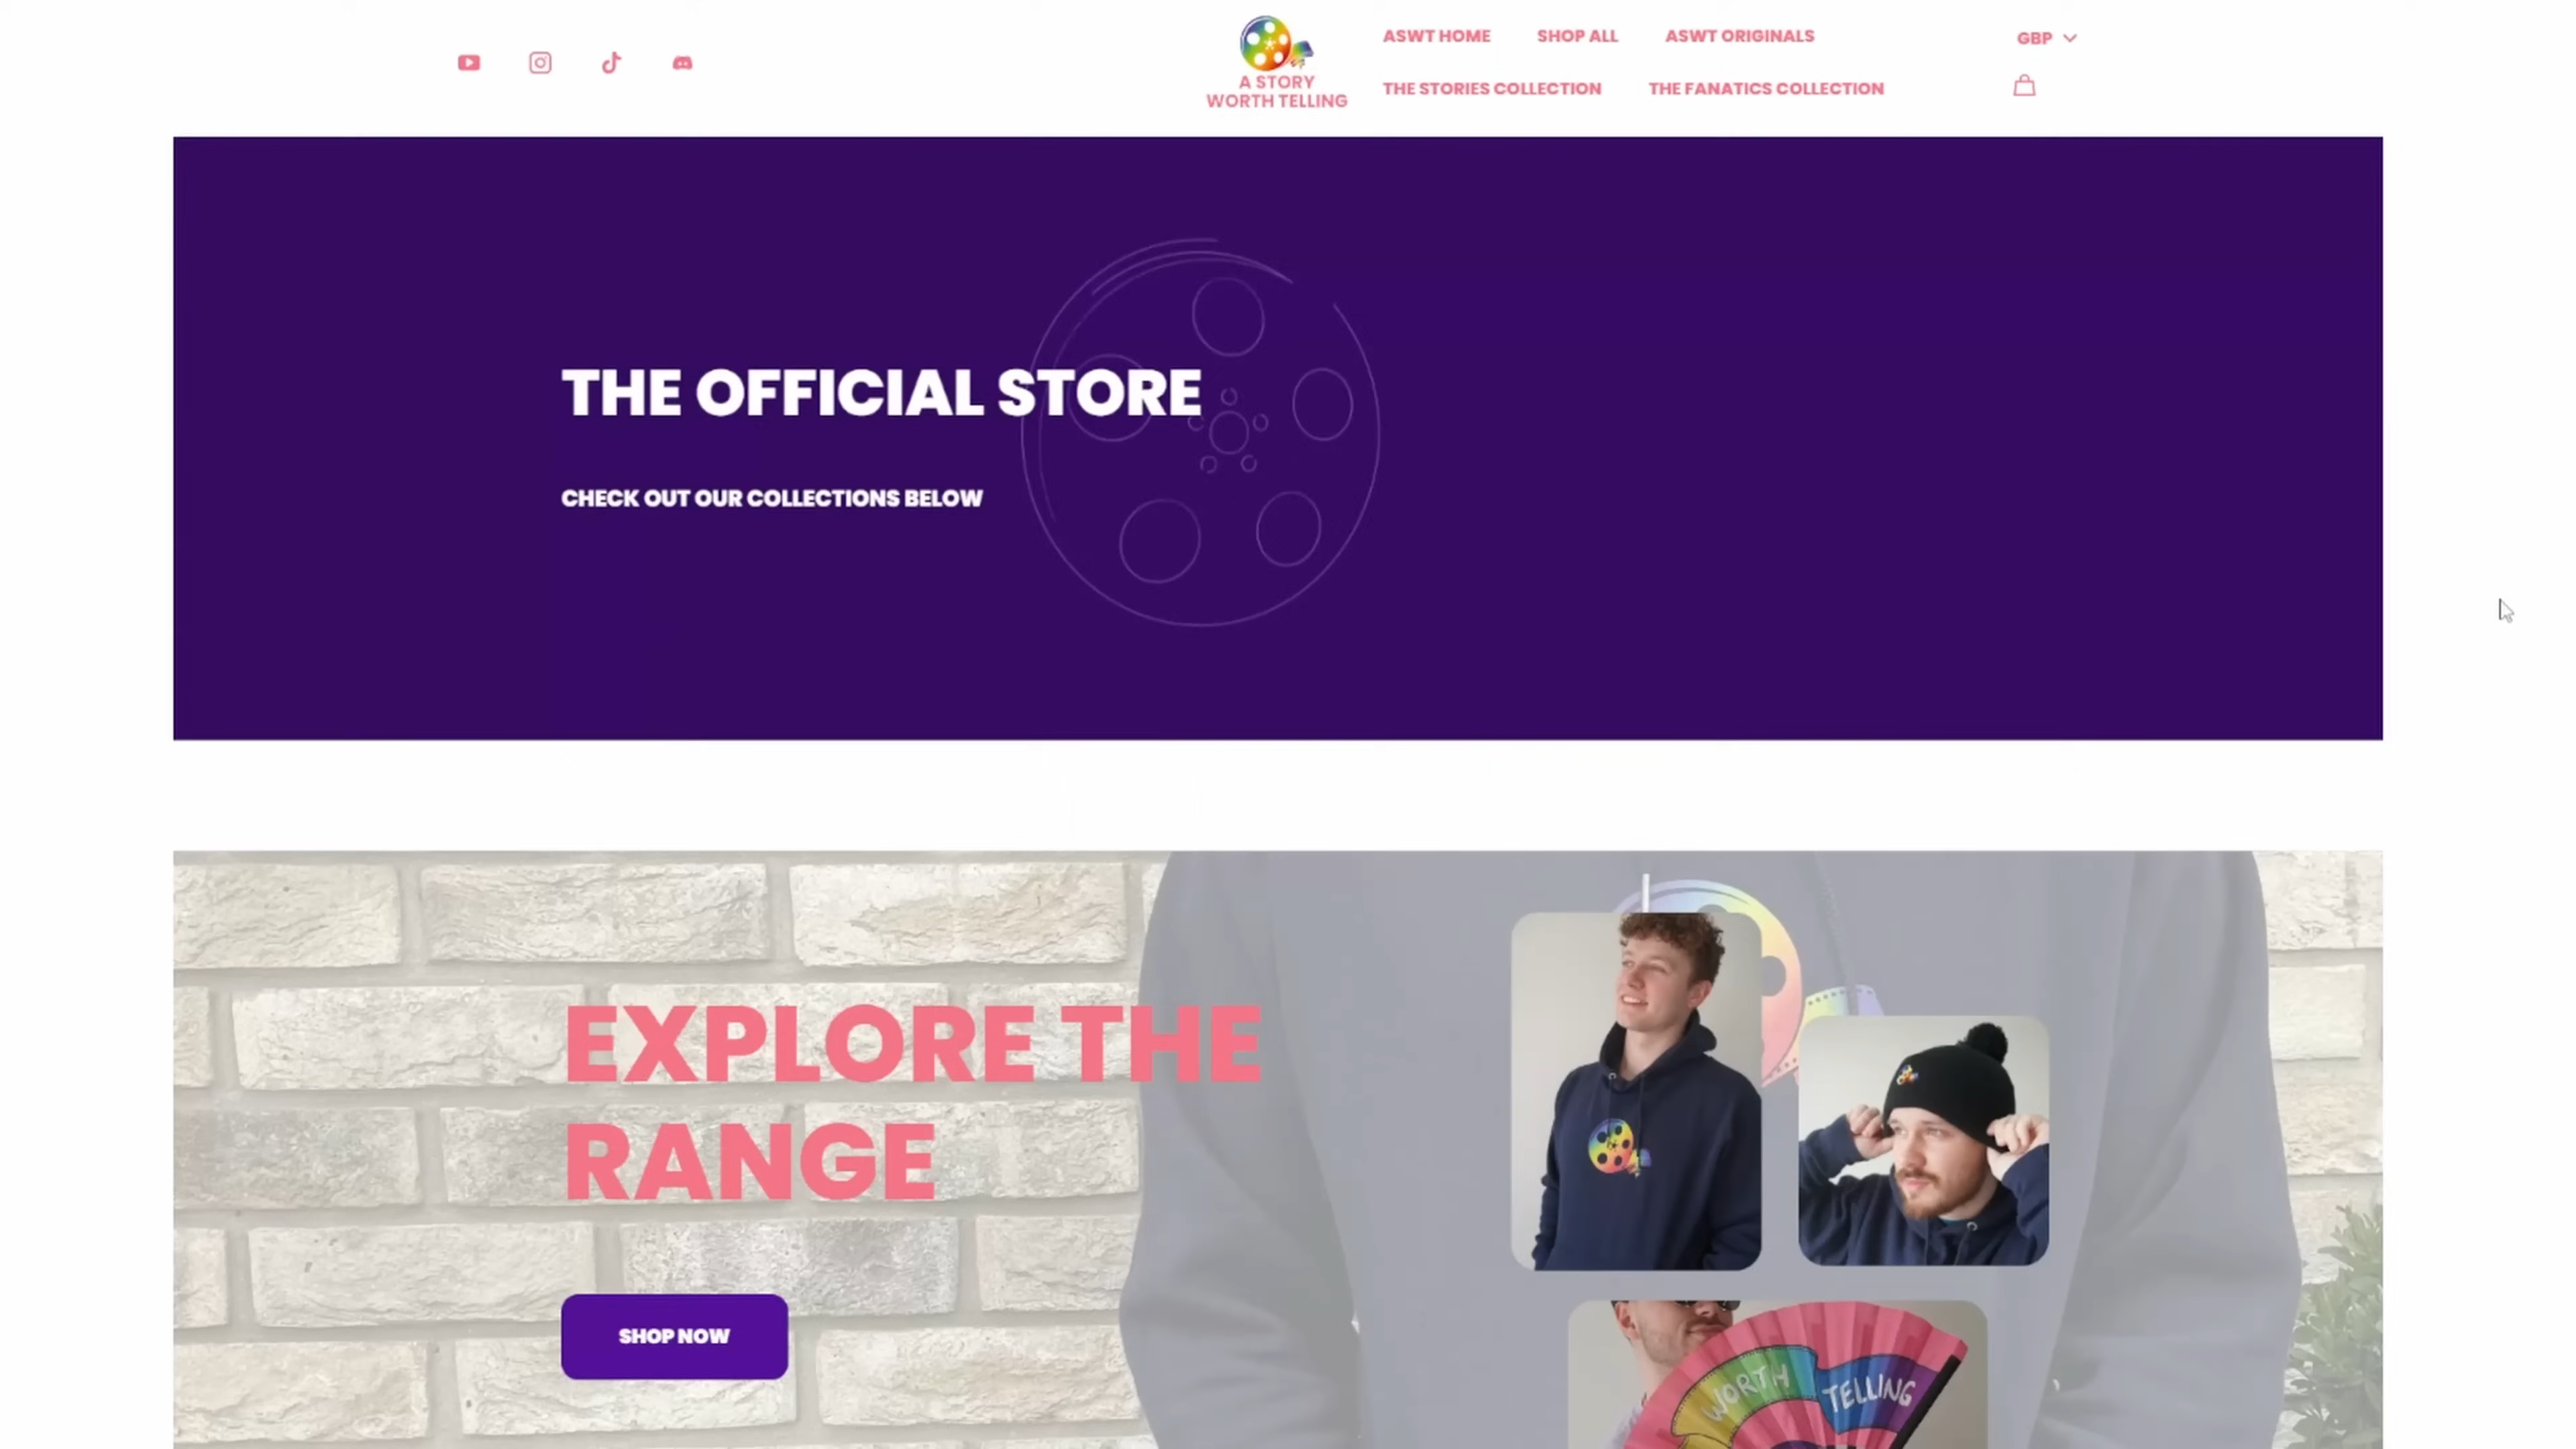 A STORY
WORTH TELLING
ASWT HOME
SHOP ALL
ASWT ORIGINALS
THE STORIES COLLECTION
THE FANATICS COLLECTION
GBP
THE OFFICIAL STORE
CHECK OUT OUR COLLECTIONS BELOW
EXPLORE THE
RANGE
SHOP NOW
WORTH TELLING